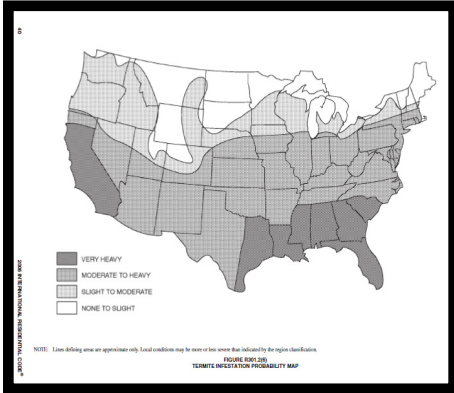 60
VERY HEAVY
MODERATE TO HEAVY
SLIGHT TO MODERATE
NONE TO SLIGHT
2006 INTERNATIONAL RESIDENTIAL CODE®
NOTE: Lines defining areas are approximate only. Local conditions may be more or less severe than indicated by the region classification.
FIGURE R301.2(6)
TERMITE INFESTATION PROBABILITY MAP